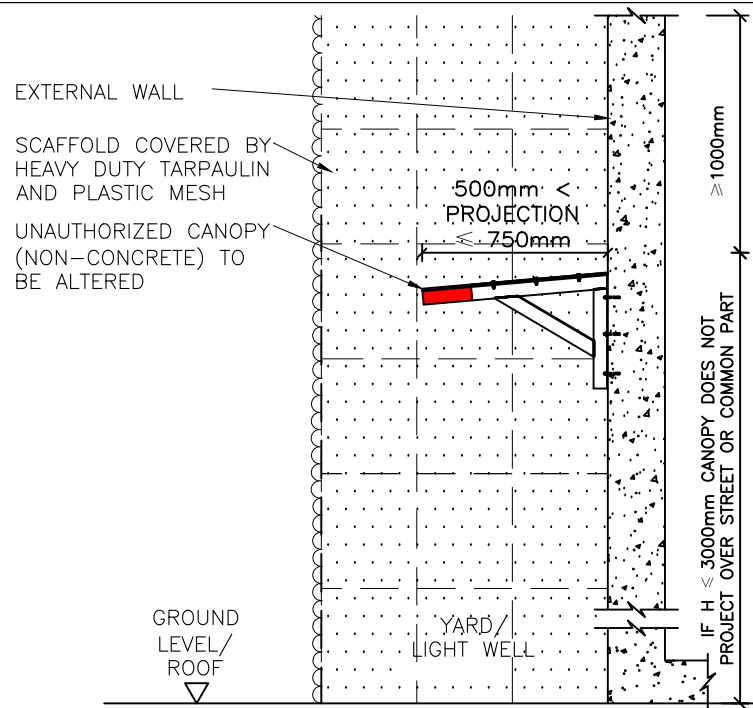 EXTERNAL WALL
SCAFFOLD COVERED BY
HEAVY DUTY TARPAULIN
AND PLASTIC MESH
UNAUTHORIZED CANOPY
(NON-CONCRETE) TO
BE ALTERED
500mm <
PROJECTION
≤ 750mm
≥1000mm
IF H ≤ 3000mm CANOPY DOES NOT
PROJECT OVER STREET OR COMMON PART
GROUND
LEVEL/
ROOF
YARD/
LIGHT WELL